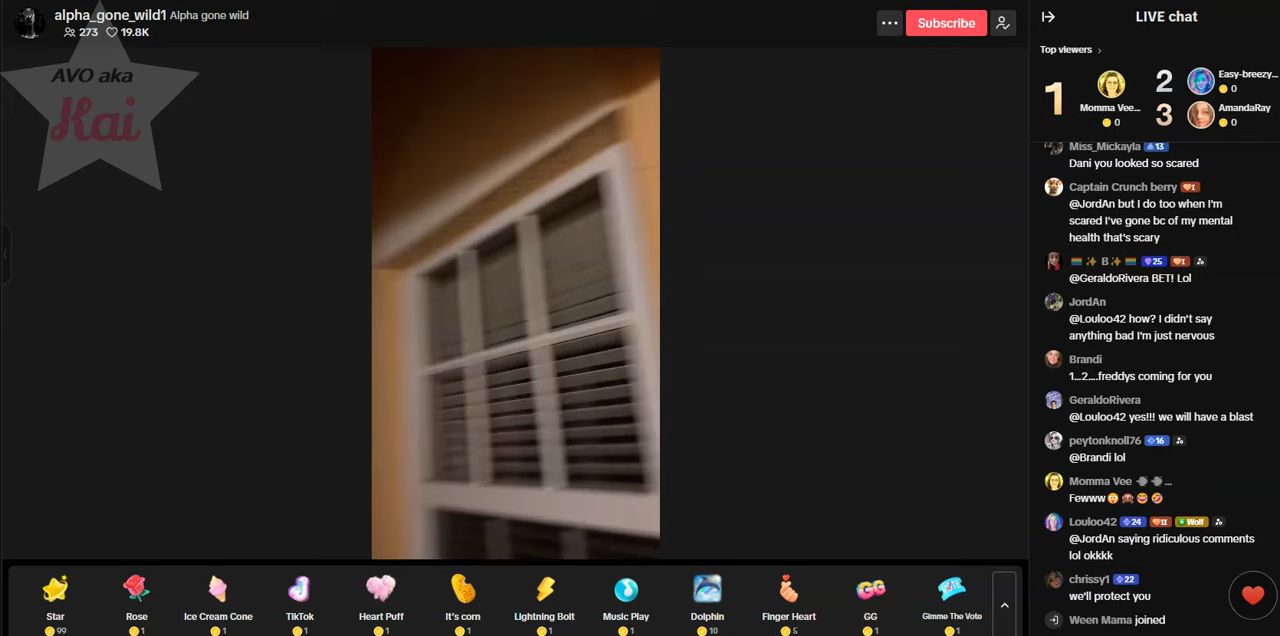 alpha_gone_wild1 Alpha gone wild
273 19.8K
Subscribe
AVO aka
Kai
LIVE chat
Top viewers
1
Momma Vee...
0
2
Easy-breezy...
0
3
AmandaRay
0
Miss_Mickayla 13
Dani you looked so scared
Captain Crunch berry I
@JordAn but I do too when I'm
scared I've gone bc of my mental
health that's scary
B 25 I
@GeraldoRivera BET! Lol
JordAn
@Louloo42 how? I didn't say
anything bad I'm just nervous
Brandi
1...2....freddys coming for you
GeraldoRivera
@Louloo42 yes!!! we will have a blast
peytonknoll76 16
@Brandi lol
Momma Vee ...
Fewww
Louloo42 24 II Wolf
@JordAn saying ridiculous comments
lol okkkk
chrissy1 22
we'll protect you
Ween Mama joined
Star
99
Rose
1
Ice Cream Cone
1
TikTok
1
Heart Puff
1
It's corn
1
Lightning Bolt
1
Music Play
1
Dolphin
10
Finger Heart
5
GG
GG
1
Gimme The Vote
1